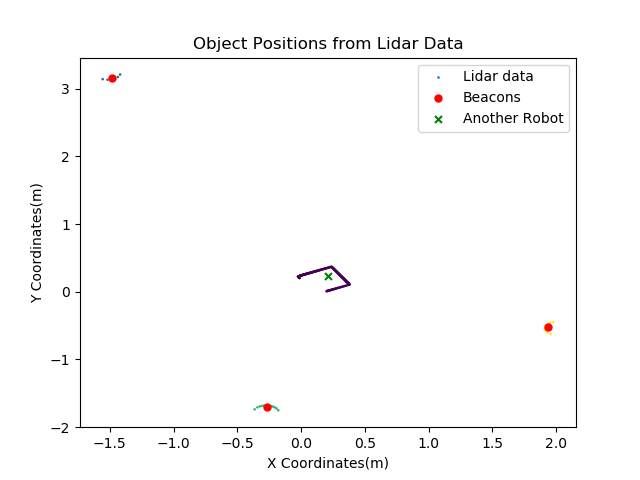 Object Positions from Lidar Data
Lidar data
Beacons
Another Robot
3
2
1
0
−1
−2
Y Coordinates(m)
−1.5
−1.0
−0.5
0.0
0.5
1.0
1.5
2.0
X Coordinates(m)